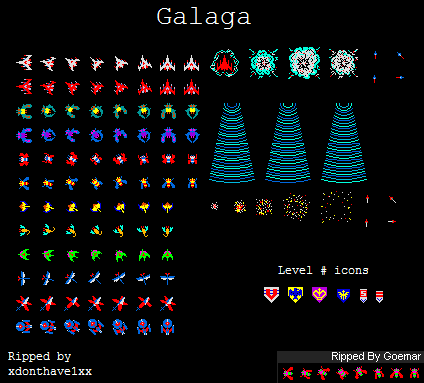 Galaga
Level # icons
Ripped by
xdonthave1xx
Ripped By Goemar